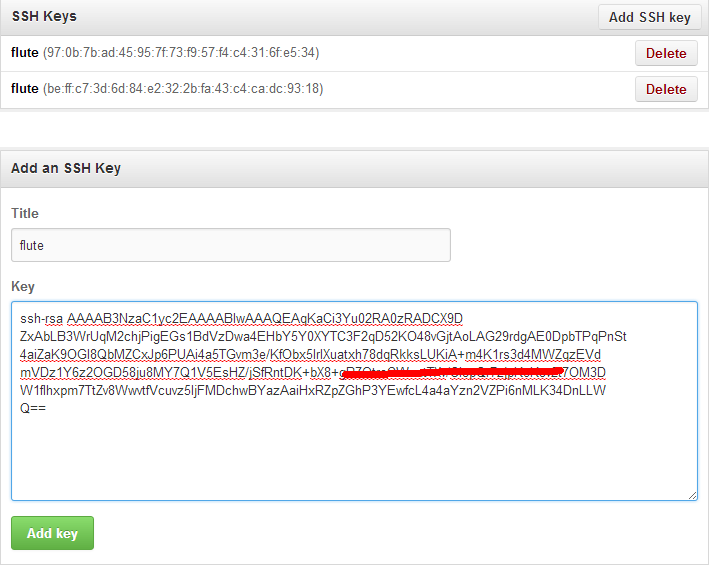 SSH Keys
Add SSH key
flute (97:0b:7b:ad:45:95:7f:73:f9:57:f4:c4:31:6f:e5:34)
Delete
flute (be:ff:c7:3d:6d:84:e2:32:2b:fa:43:c4:ca:dc:93:18)
Delete
Add an SSH Key
Title
flute
Key
ssh-rsa AAAAB3NzaC1yc2EAAAABIwAAAQEAqKaCi3Yu02RA0zRADCX9D
ZxAbLB3WrUqM2chjPigEGs1BdVzDwa4EHbY5Y0XYTC3F2qD52KO48vGjtAoLAG29rdgAE0DpbTPqPnSt
4aiZaK9OGl8QbMZCxJp6PUAi4a5TGvm3e/KfObx5lrlXuatxh78dqRkksLUKiA+m4K1rs3d4MWZqzEVd
mVDz1Y6z2OGD58ju8MY7Q1V5EsHZ/jSfRntDK+bX8+ 7OM3D
W1flhxpm7TtZv8WwvtfVcuvz5ljFMDchwBYazAaiHxRZpZGhP3YEwfcL4a4aYzn2VZPi6nMLK34DnLLW
Q==
Add key